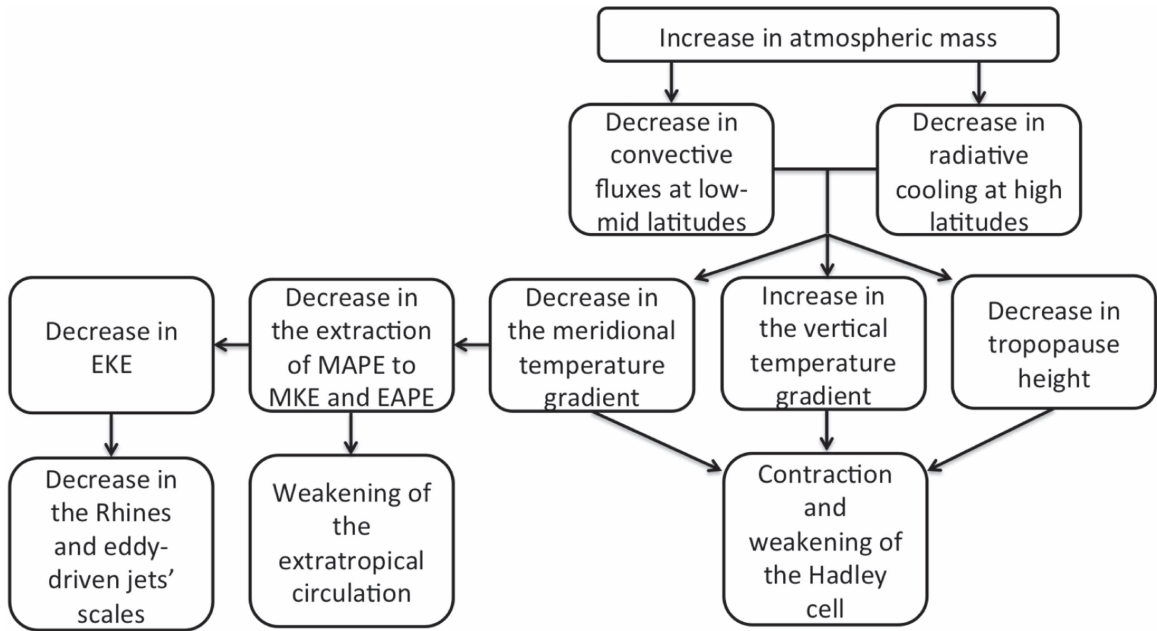 Increase in atmospheric mass
Decrease in
convective
fluxes at low-
mid latitudes
Decrease in
radiative
cooling at high
latitudes
Decrease in
EKE
Decrease in
the extraction
of MAPE to
MKE and EAPE
Decrease in
the meridional
temperature
gradient
Increase in
the vertical
temperature
gradient
Decrease in
tropopause
height
Decrease in
the Rhines
and eddy-
driven jets’
scales
Weakening of
the
extratropical
circulation
Contraction
and
weakening of
the Hadley
cell